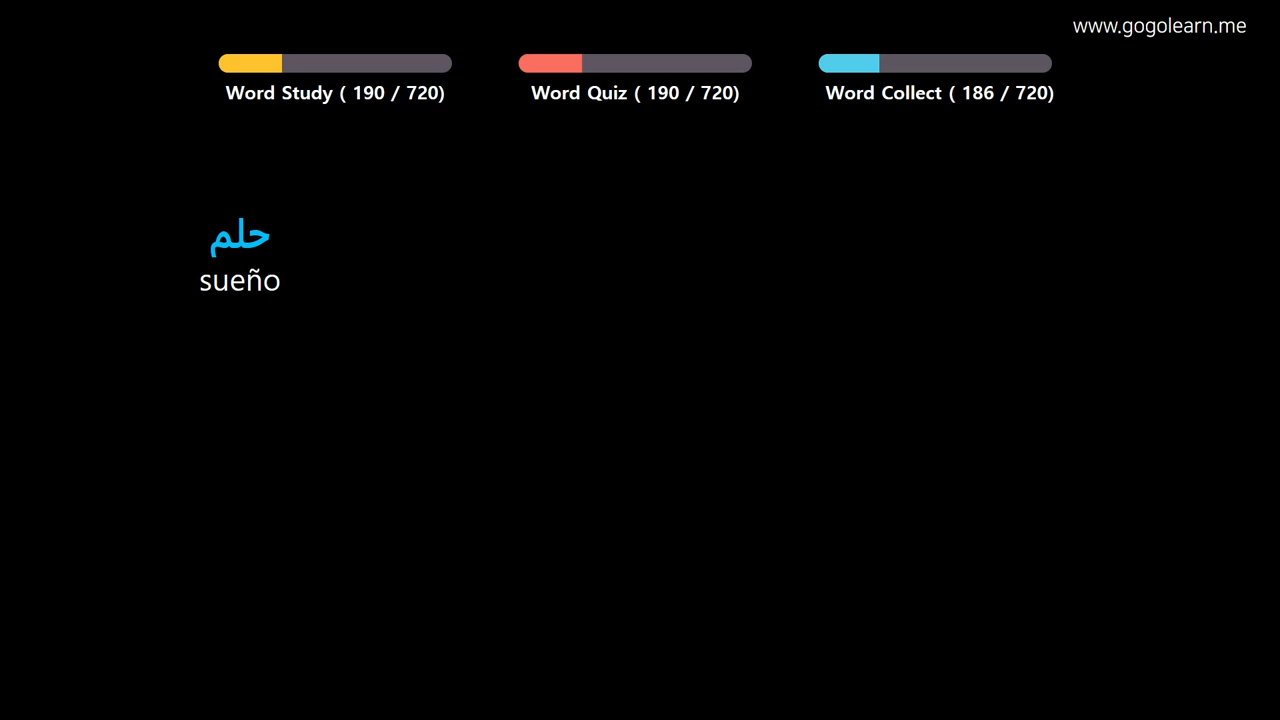 www.gogolearn.me
Word Study ( 190 / 720)
Word Quiz ( 190 / 720)
Word Collect ( 186 / 720)
حلم
sueño